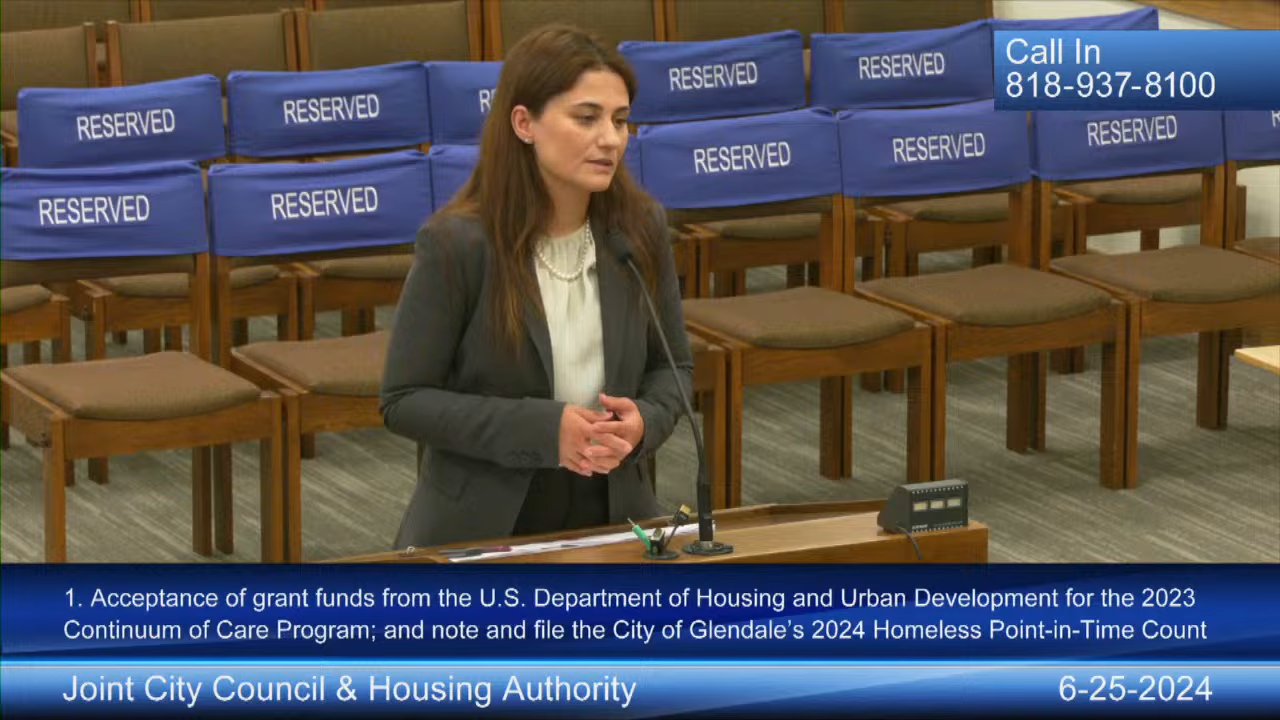 Call In
818-937-8100
RESERVED
RESERVED
RESERVED
RESERVED
RESERVED
RESERVED
RESERVED
RESERVED
RESERVED
1. Acceptance of grant funds from the U.S. Department of Housing and Urban Development for the 2023
Continuum of Care Program; and note and file the City of Glendale's 2024 Homeless Point-in-Time Count
Joint City Council & Housing Authority
6-25-2024